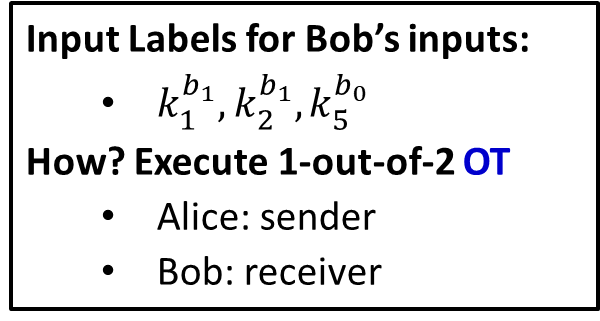 Input Labels for Bob's inputs:
• $k_1^{b_1}, k_2^{b_1}, k_5^{b_0}$
How? Execute 1-out-of-2 OT
• Alice: sender
• Bob: receiver